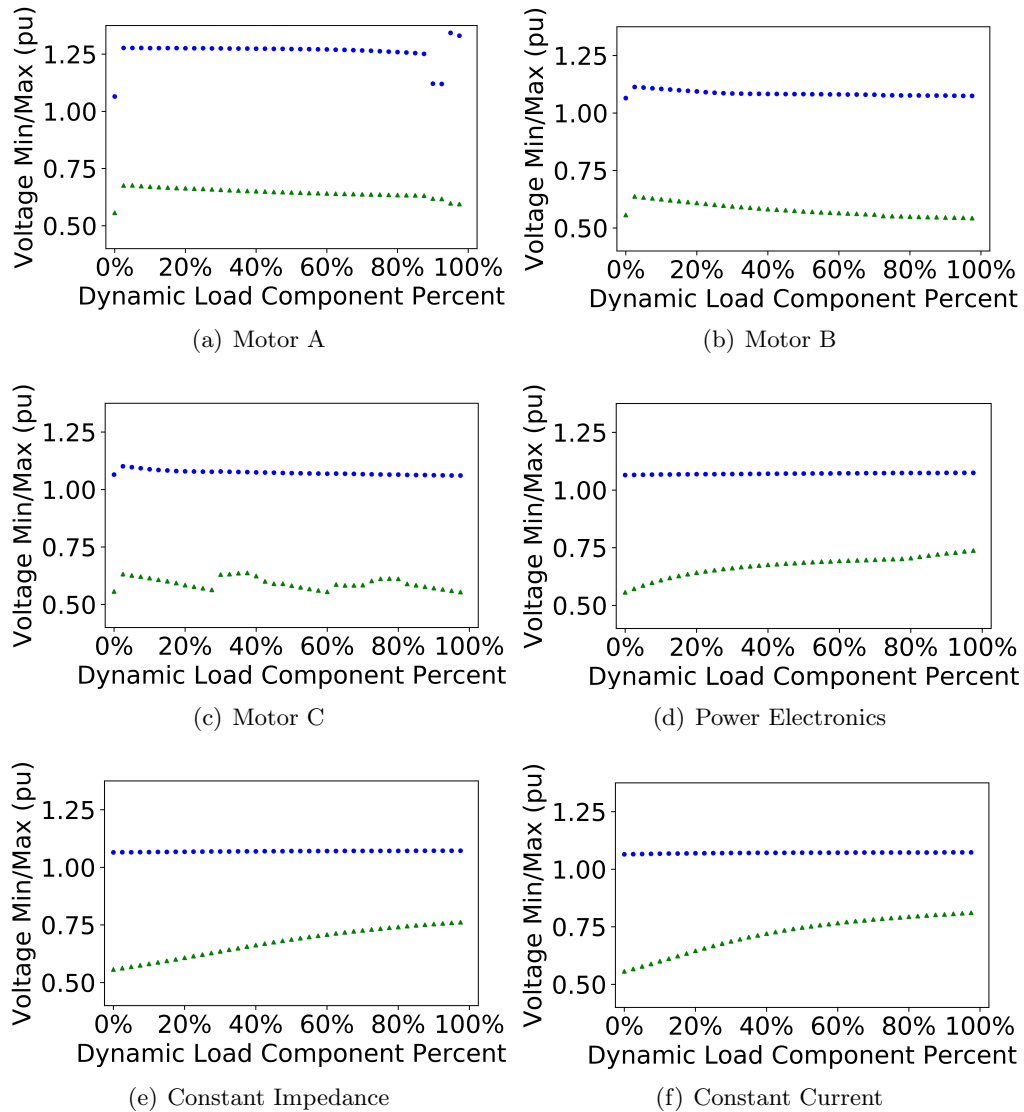 Voltage Min/Max (pu)
1.25
1.00
0.75
0.50
0% 20% 40% 60% 80% 100%
Dynamic Load Component Percent
(a) Motor A
Voltage Min/Max (pu)
1.25
1.00
0.75
0.50
0% 20% 40% 60% 80% 100%
Dynamic Load Component Percent
(b) Motor B
Voltage Min/Max (pu)
1.25
1.00
0.75
0.50
0% 20% 40% 60% 80% 100%
Dynamic Load Component Percent
(c) Motor C
Voltage Min/Max (pu)
1.25
1.00
0.75
0.50
0% 20% 40% 60% 80% 100%
Dynamic Load Component Percent
(d) Power Electronics
Voltage Min/Max (pu)
1.25
1.00
0.75
0.50
0% 20% 40% 60% 80% 100%
Dynamic Load Component Percent
(e) Constant Impedance
Voltage Min/Max (pu)
1.25
1.00
0.75
0.50
0% 20% 40% 60% 80% 100%
Dynamic Load Component Percent
(f) Constant Current